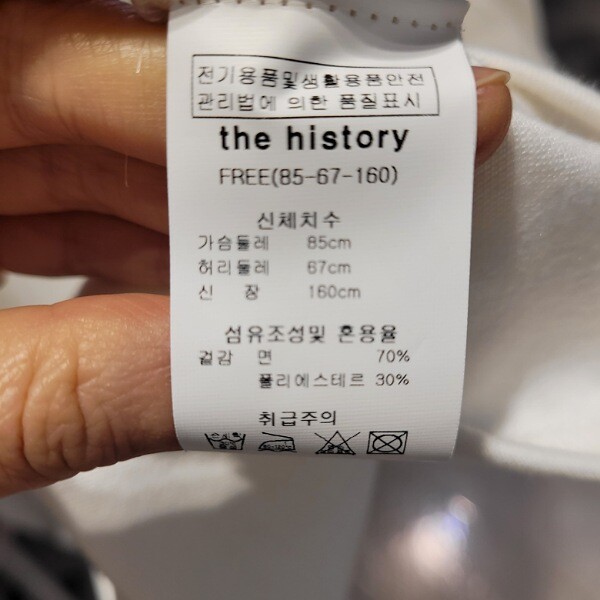 전기용품및생활용품안전
관리법에 의한 품질표시
the history
FREE(85-67-160)
신체치수
가슴둘레 85cm
허리둘레 67cm
신 장 160cm
섬유조성및 혼용율
겉감 면 70%
폴리에스테르 30%
취급주의